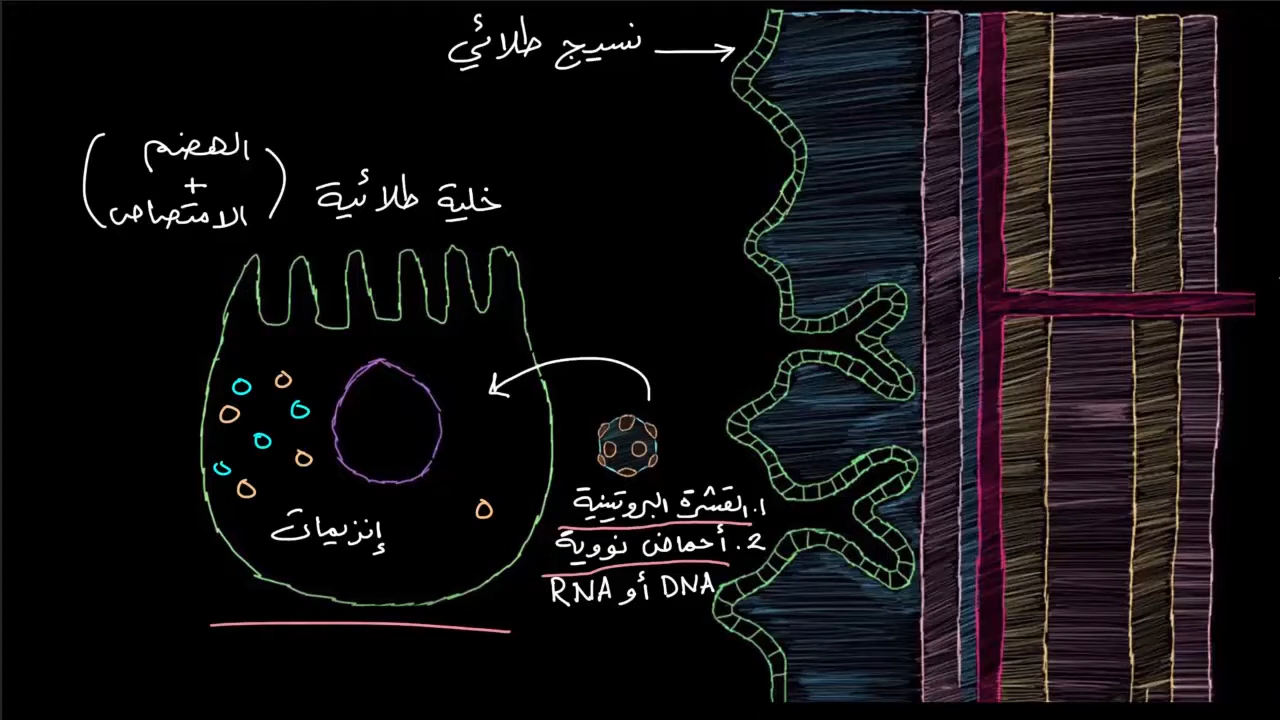 نسيج طلائي
خلية طلائية
(الهضم
+
الامتصاص)
إنزيمات
1. القشرة البروتينية
2. أحماض نووية
DNA أو RNA